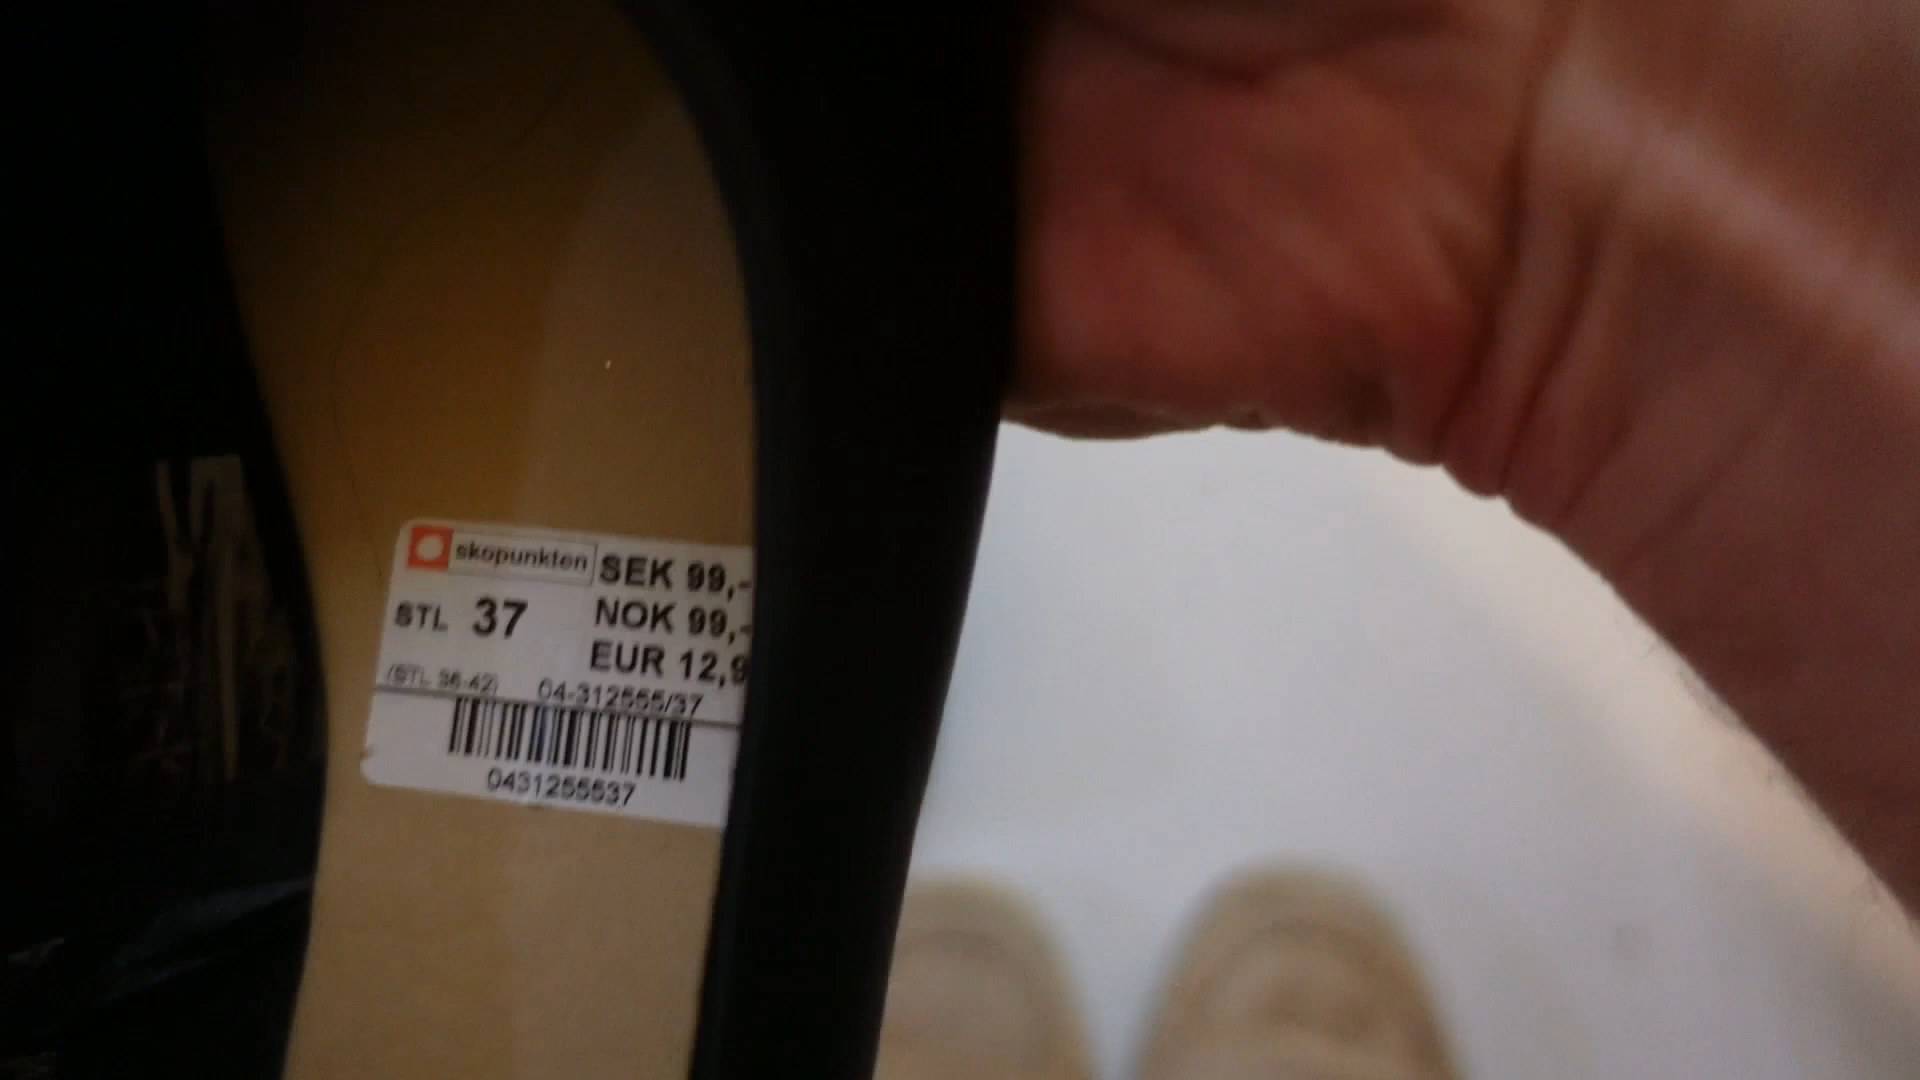 skopunkten
SEK 99,-
STL 37
NOK 99,-
EUR 12,9
(STL 36-42)
04-312555/37
0431255537